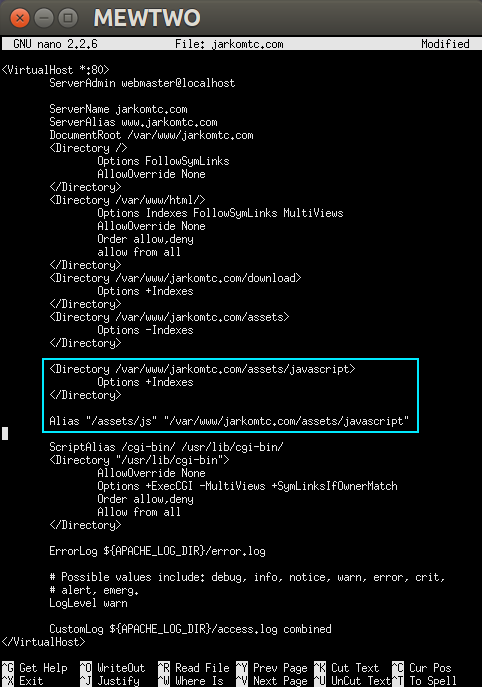 MEWTWO
GNU nano 2.2.6 File: jarkomtc.com Modified
<VirtualHost *:80>
ServerAdmin webmaster@localhost
ServerName jarkomtc.com
ServerAlias www.jarkomtc.com
DocumentRoot /var/www/jarkomtc.com
<Directory />
Options FollowSymLinks
AllowOverride None
</Directory>
<Directory /var/www/html/>
Options Indexes FollowSymLinks MultiViews
AllowOverride None
Order allow,deny
allow from all
</Directory>
<Directory /var/www/jarkomtc.com/download>
Options +Indexes
</Directory>
<Directory /var/www/jarkomtc.com/assets>
Options -Indexes
</Directory>
<Directory /var/www/jarkomtc.com/assets/javascript>
Options +Indexes
</Directory>
Alias "/assets/js" "/var/www/jarkomtc.com/assets/javascript"
ScriptAlias /cgi-bin/ /usr/lib/cgi-bin/
<Directory "/usr/lib/cgi-bin">
AllowOverride None
Options +ExecCGI -MultiViews +SymLinksIfOwnerMatch
Order allow,deny
Allow from all
</Directory>
ErrorLog ${APACHE_LOG_DIR}/error.log
# Possible values include: debug, info, notice, warn, error, crit,
# alert, emerg.
LogLevel warn
CustomLog ${APACHE_LOG_DIR}/access.log combined
</VirtualHost>
^G Get Help ^O WriteOut ^R Read File ^Y Prev Page ^K Cut Text ^C Cur Pos
^X Exit ^J Justify ^W Where Is ^V Next Page ^U UnCut Text ^T To Spell